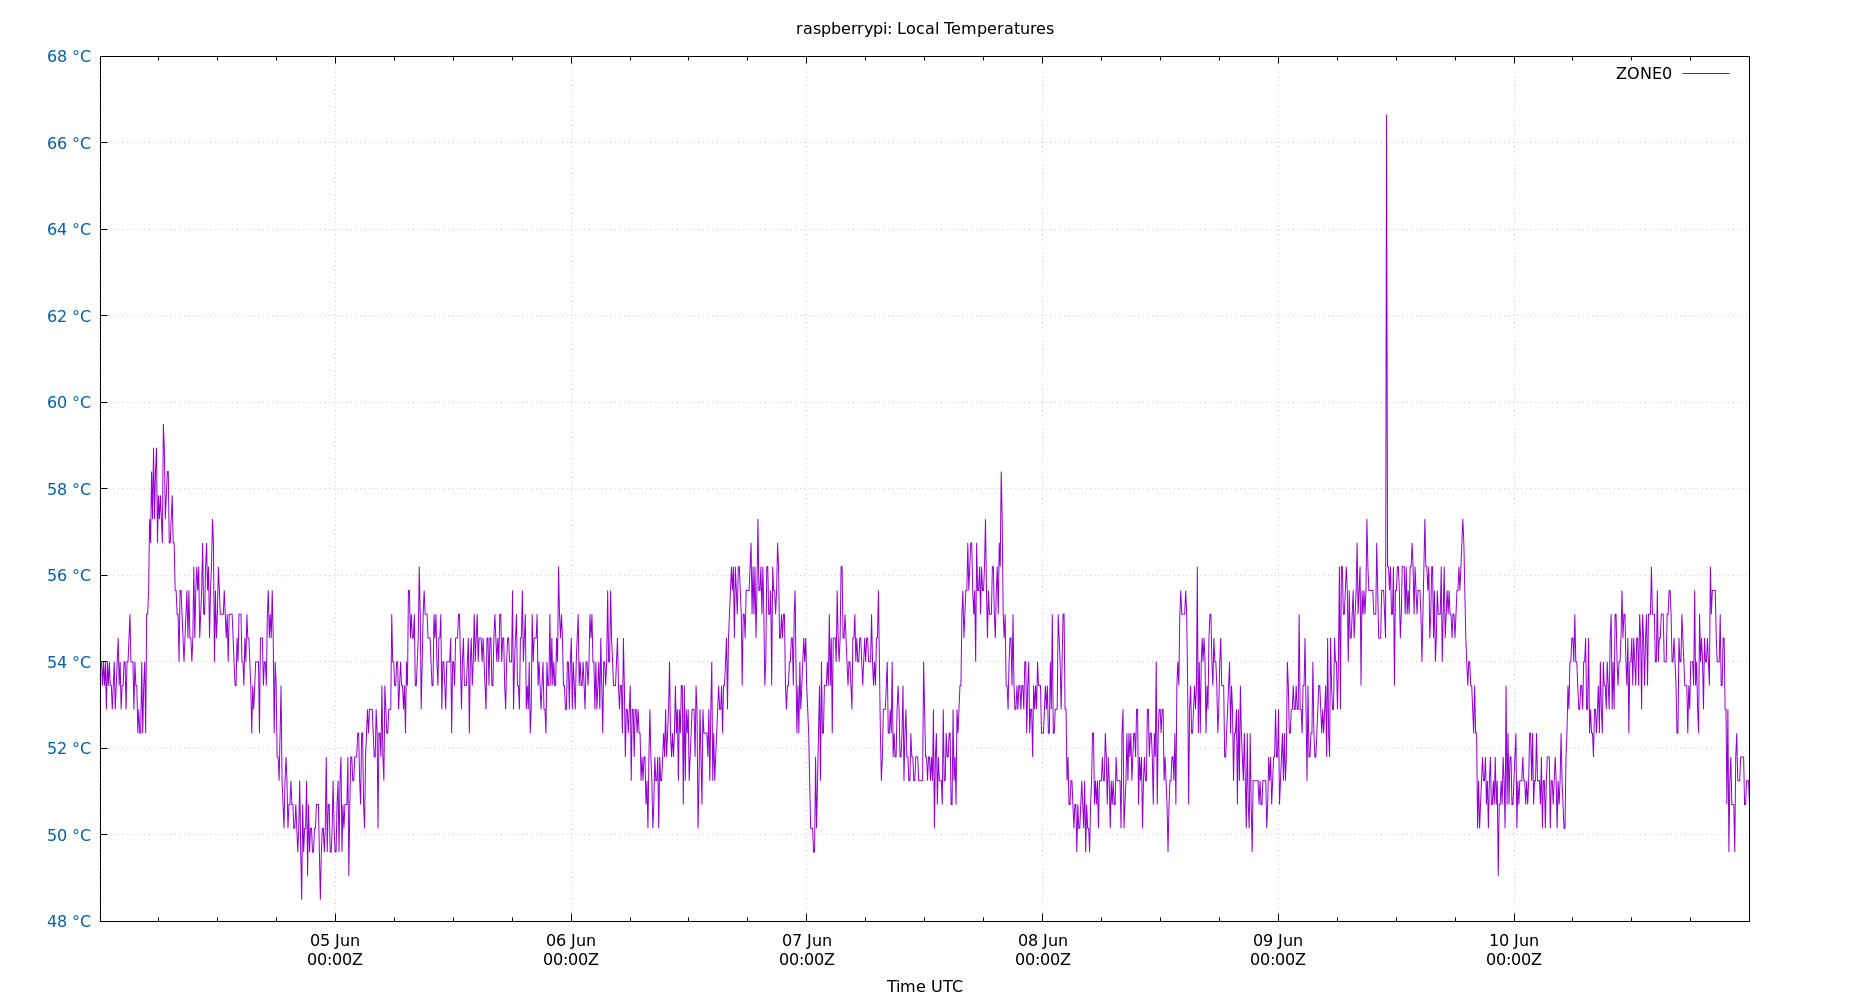 raspberrypi: Local Temperatures
68 °C
ZONE0
66 °C
64 °C
62 °C
60 °C
58 °C
56 °C
54 °C
52 °C
50 °C
48 °C
05 Jun 06 Jun 07 Jun 08 Jun 09 Jun 10 Jun
00:00Z 00:00Z 00:00Z 00:00Z 00:00Z 00:00Z
Time UTC